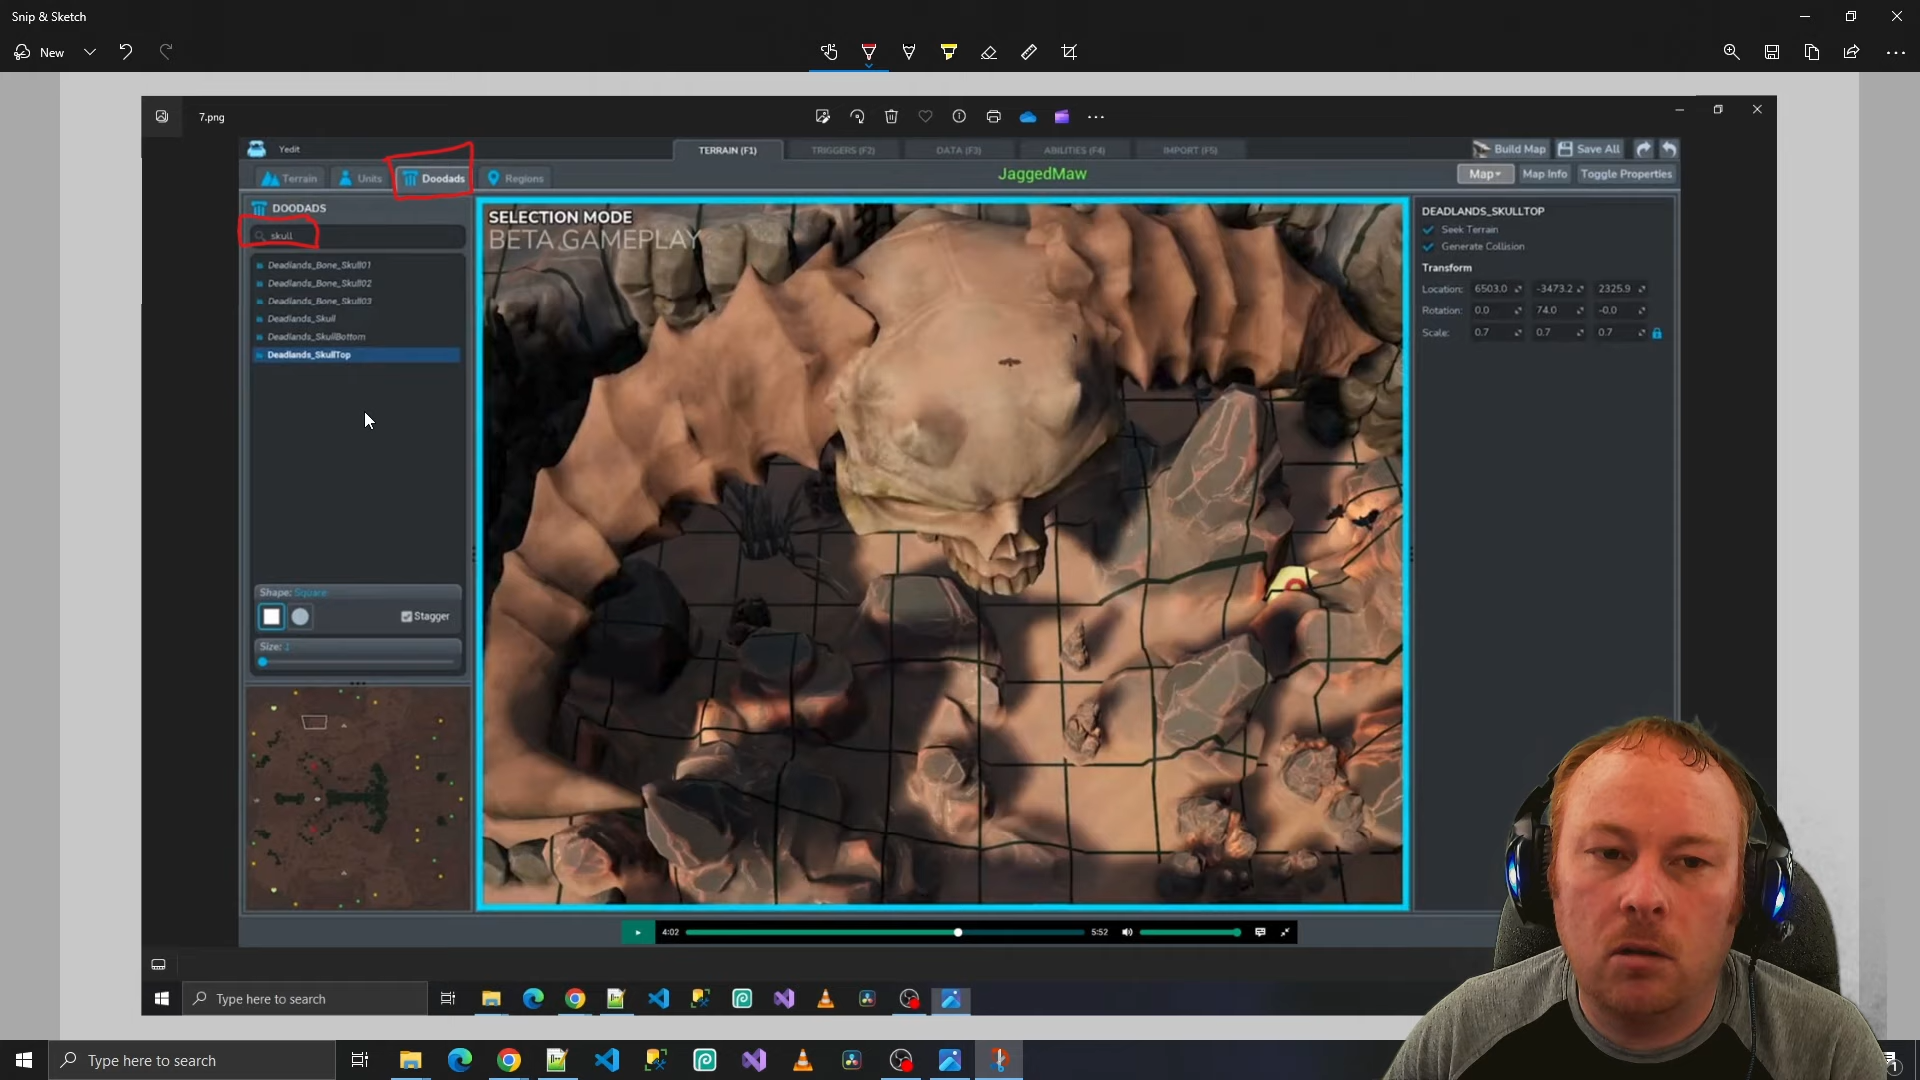 Snip & Sketch
New
7.png
Yedit
TERRAIN (F1)
TRIGGERS (F2)
DATA (F3)
ABILITIES (F4)
IMPORT (F5)
Build Map
Save All
Terrain
Units
Doodads
Regions
JaggedMaw
Map
Map Info
Toggle Properties
DOODADS
skull
Deadlands_Bone_Skull01
Deadlands_Bone_Skull02
Deadlands_Bone_Skull03
Deadlands_Skull
Deadlands_SkullBottom
Deadlands_SkullTop
SELECTION MODE
BETA GAMEPLAY
DEADLANDS_SKULLTOP
Seek Terrain
Generate Collision
Transform
Location: 6503.0 -3473.2 2325.9
Rotation: 0.0 74.0 -0.0
Scale: 0.7 0.7 0.7
Shape: Square
Stagger
Size:
4:02
5:52
Type here to search
Type here to search
1